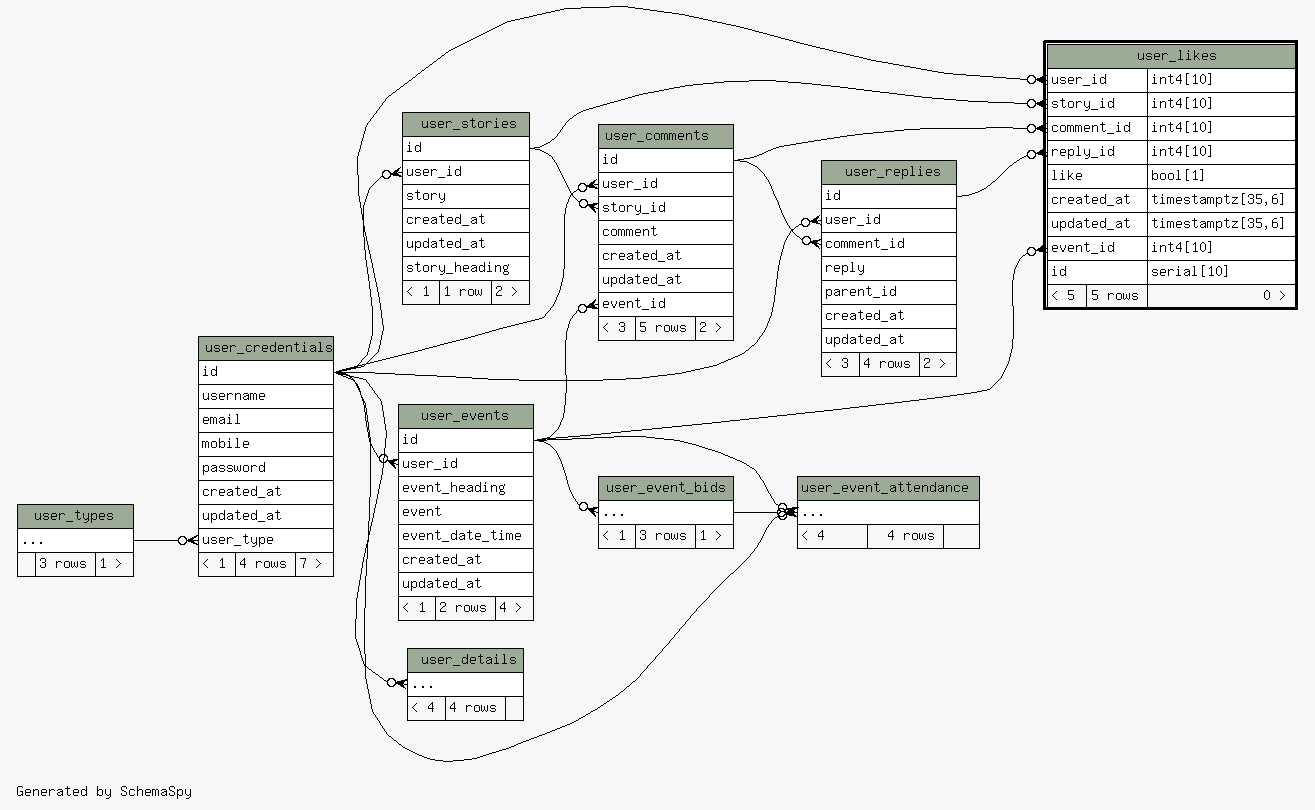 user_likes
user_id int4[10]
story_id int4[10]
comment_id int4[10]
reply_id int4[10]
like bool[1]
created_at timestamptz[35,6]
updated_at timestamptz[35,6]
event_id int4[10]
id serial[10]
< 5 5 rows 0 >
user_stories
id
user_id
story
created_at
updated_at
story_heading
< 1 1 row 2 >
user_comments
id
user_id
story_id
comment
created_at
updated_at
event_id
< 3 5 rows 2 >
user_replies
id
user_id
comment_id
reply
parent_id
created_at
updated_at
< 3 4 rows 2 >
user_credentials
id
username
email
mobile
password
created_at
updated_at
user_type
< 1 4 rows 7 >
user_events
id
user_id
event_heading
event
event_date_time
created_at
updated_at
< 1 2 rows 4 >
user_event_bids
...
< 1 3 rows 1 >
user_event_attendance
...
< 4 4 rows
user_types
...
3 rows 1 >
user_details
...
< 4 4 rows
Generated by SchemaSpy